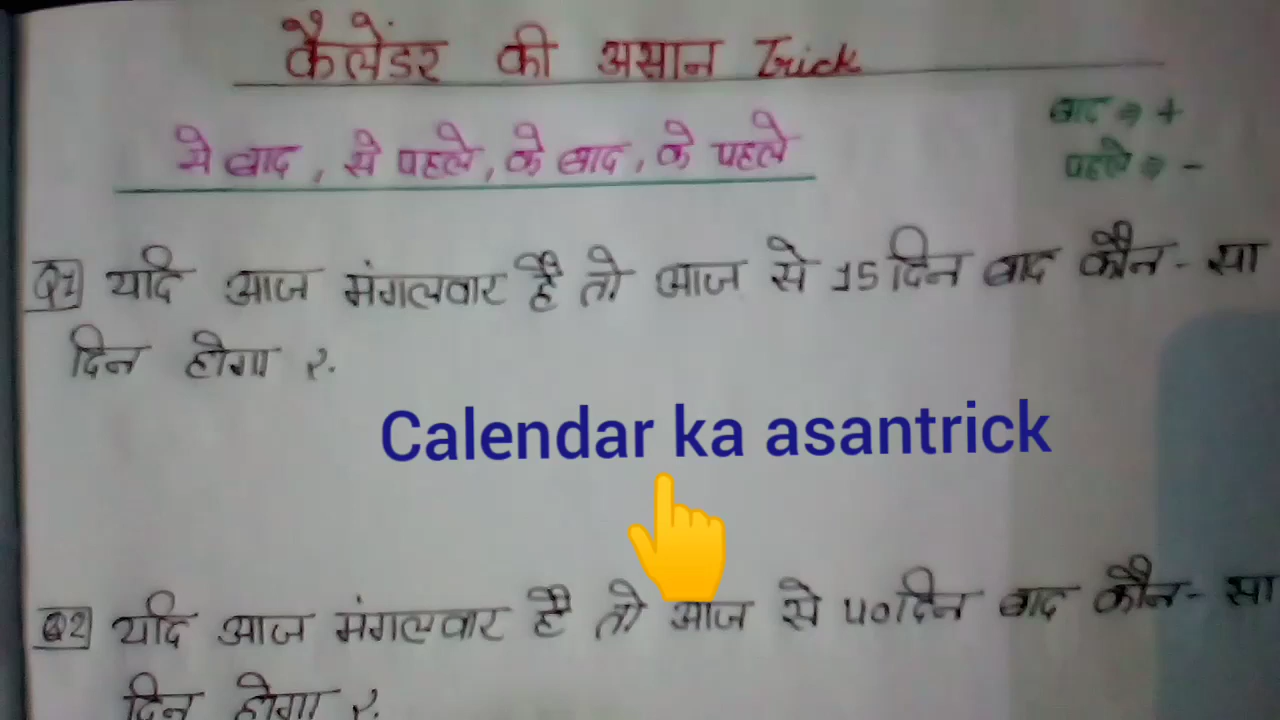 कैलेंडर की असान Trick
से बाद, से पहले, के बाद, के पहले
बाद ⇒ +
पहले ⇒ -
Q1 यदि आज मंगलवार है तो आज से 15 दिन बाद कौन-सा
दिन होगा ?.
Calendar ka asantrick
Q2 यदि आज मंगलवार है तो आज से 40 दिन बाद कौन-सा
दिन होगा ?.